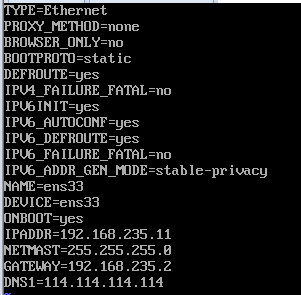 TYPE=Ethernet
PROXY_METHOD=none
BROWSER_ONLY=no
BOOTPROTO=static
DEFROUTE=yes
IPV4_FAILURE_FATAL=no
IPV6INIT=yes
IPV6_AUTOCONF=yes
IPV6_DEFROUTE=yes
IPV6_FAILURE_FATAL=no
IPV6_ADDR_GEN_MODE=stable-privacy
NAME=ens33
DEVICE=ens33
ONBOOT=yes
IPADDR=192.168.235.11
NETMAST=255.255.255.0
GATEWAY=192.168.235.2
DNS1=114.114.114.114
~